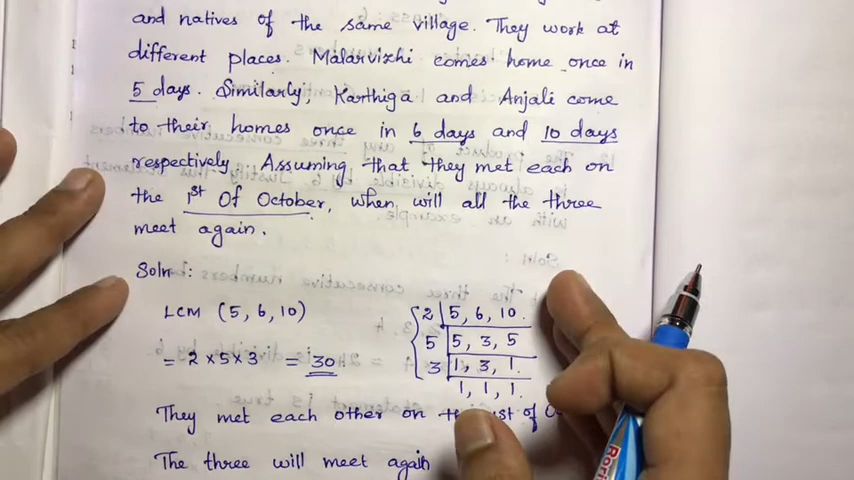 and natives of the same village. They work at
different places. Malarvizhi comes home once in
5 days. Similarly, Karthiga and Anjali come
to their homes once in 6 days and 10 days
respectively. Assuming that they met each on
the 1st Of October, when will all the three
meet again.
Soln:
LCM (5, 6, 10)
2 | 5, 6, 10.
= 2 × 5 × 3 = 30
5 | 5, 3, 5
3 | 1, 3, 1.
1, 1, 1.
They met each other on of
The three will meet again